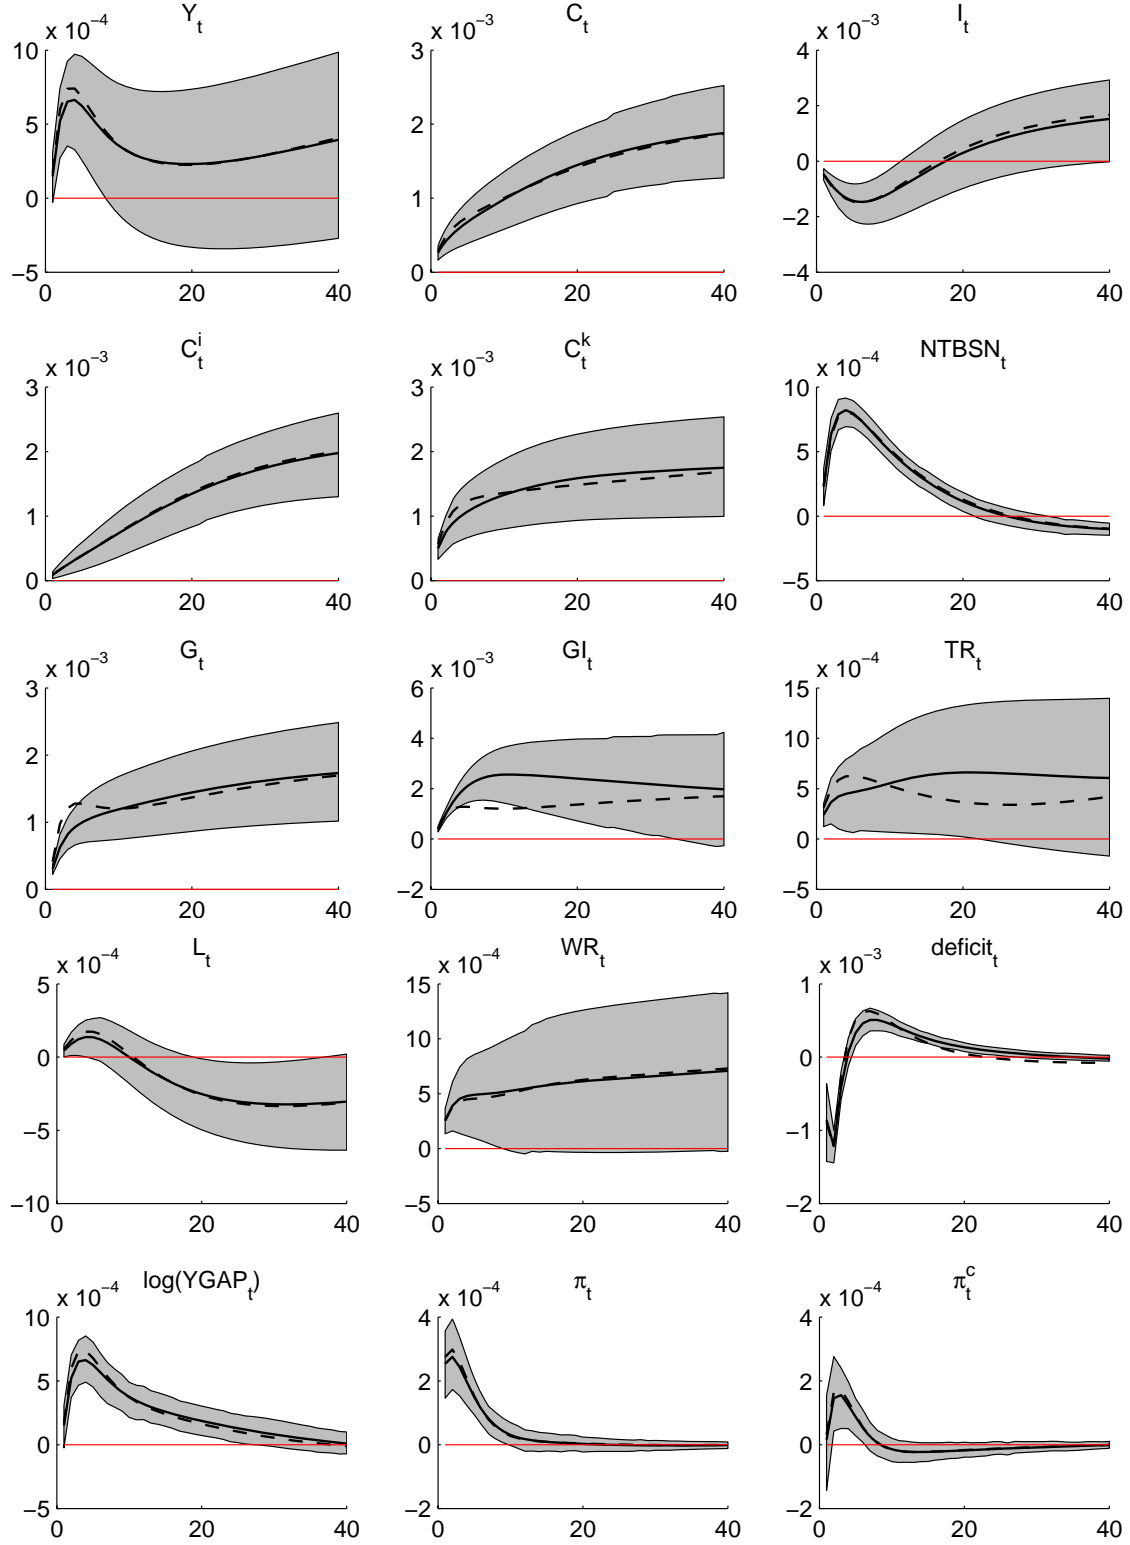 Y_t C_t I_t
x 10^−4 x 10^−3 x 10^−3
10 3 4
5 2 2
0 1 0
−2
−5 0 −4
0 20 40 0 20 40 0 20 40
C_t^i C_t^k NTBSN_t
x 10^−3 x 10^−3 x 10^−4
3 3 10
2 2 5
1 1 0
0 0 −5
0 20 40 0 20 40 0 20 40
G_t GI_t TR_t
x 10^−3 x 10^−3 x 10^−4
3 6 15
2 4 10
1 2 5
0 0
0 −2 −5
0 20 40 0 20 40 0 20 40
L_t WR_t deficit_t
x 10^−4 x 10^−4 x 10^−3
5 15 1
0 10 0
−5 5 −1
0
−10 −5 −2
0 20 40 0 20 40 0 20 40
log(YGAP_t) π_t π_t^c
x 10^−4 x 10^−4 x 10^−4
10 4 4
5 2 2
0 0 0
−5 −2 −2
0 20 40 0 20 40 0 20 40